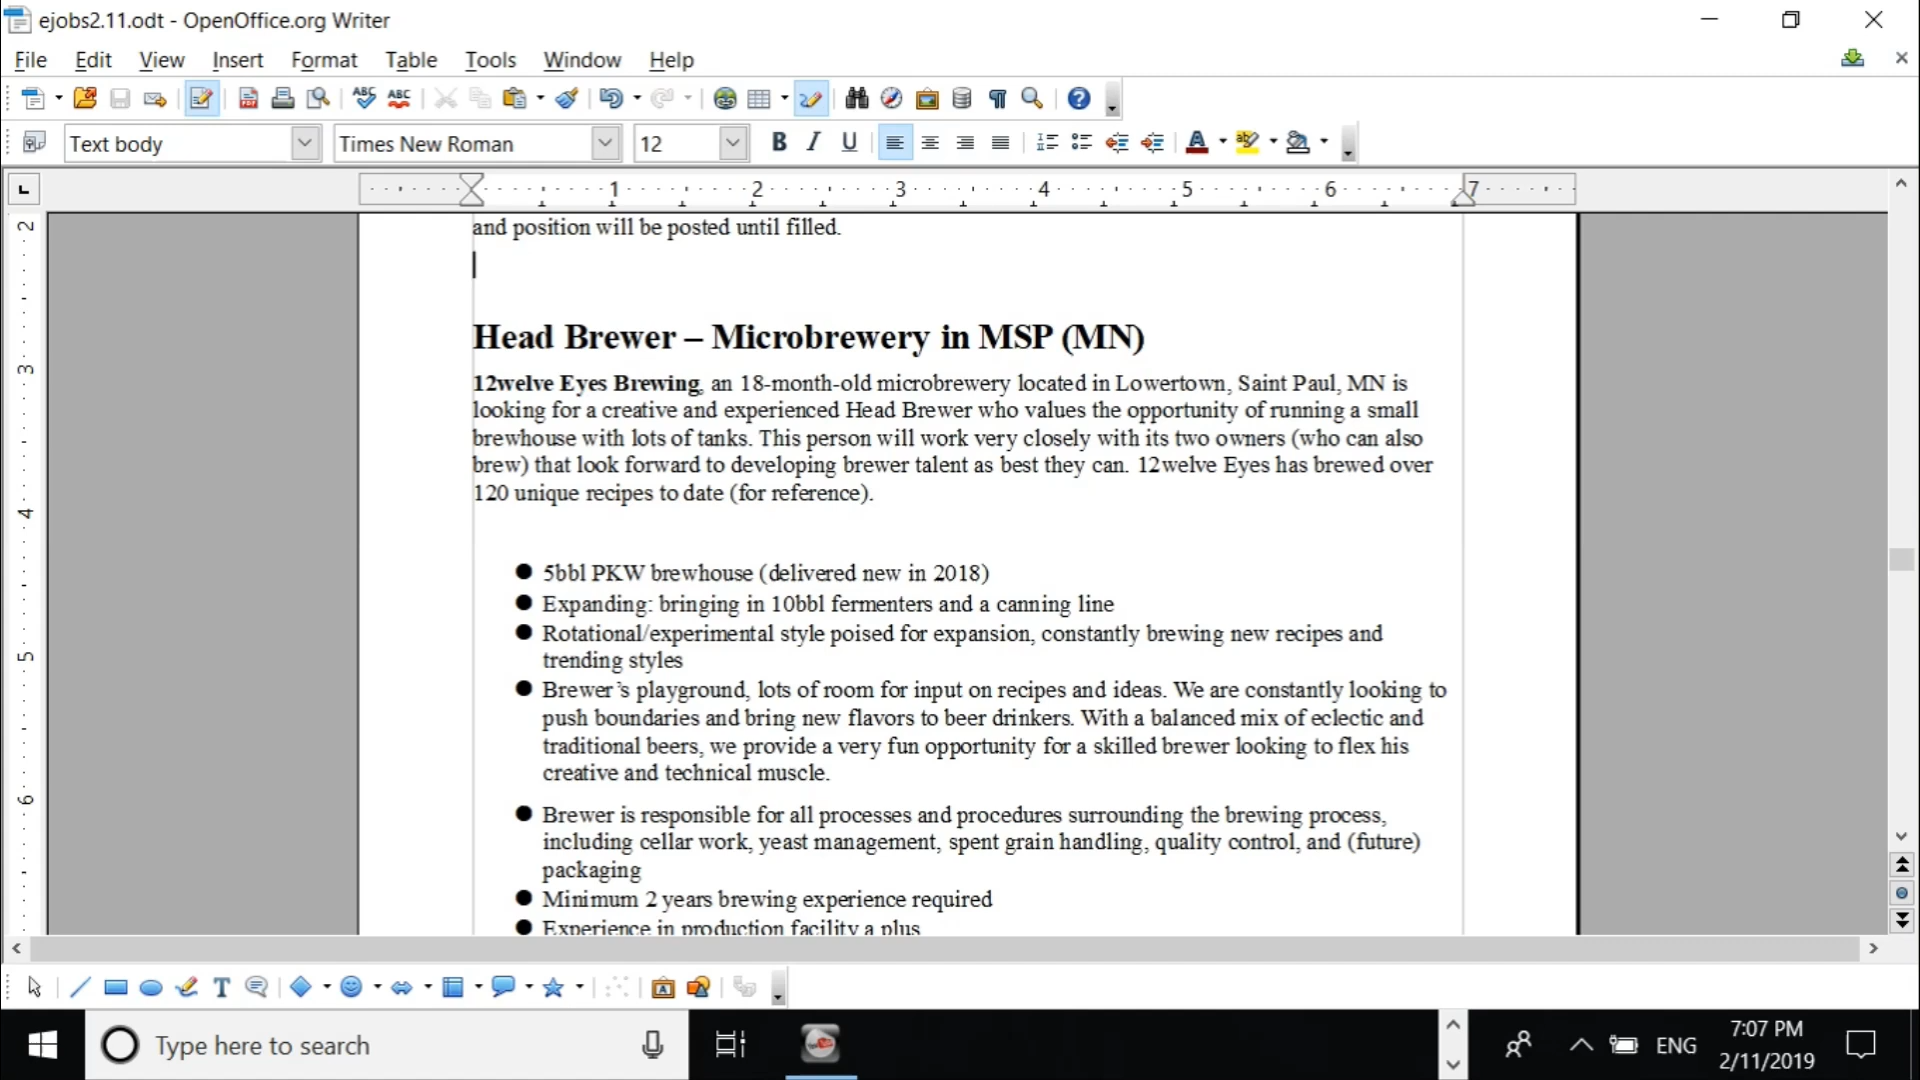 ejobs2.11.odt - OpenOffice.org Writer
File Edit View Insert Format Table Tools Window Help
Text body Times New Roman 12
1 2 3 4 5 6 7
2
3
4
5
6
and position will be posted until filled.
Head Brewer – Microbrewery in MSP (MN)
12welve Eyes Brewing, an 18-month-old microbrewery located in Lowertown, Saint Paul, MN is
looking for a creative and experienced Head Brewer who values the opportunity of running a small
brewhouse with lots of tanks. This person will work very closely with its two owners (who can also
brew) that look forward to developing brewer talent as best they can. 12welve Eyes has brewed over
120 unique recipes to date (for reference).
● 5bbl PKW brewhouse (delivered new in 2018)
● Expanding: bringing in 10bbl fermenters and a canning line
● Rotational/experimental style poised for expansion, constantly brewing new recipes and
trending styles
● Brewer’s playground, lots of room for input on recipes and ideas. We are constantly looking to
push boundaries and bring new flavors to beer drinkers. With a balanced mix of eclectic and
traditional beers, we provide a very fun opportunity for a skilled brewer looking to flex his
creative and technical muscle.
● Brewer is responsible for all processes and procedures surrounding the brewing process,
including cellar work, yeast management, spent grain handling, quality control, and (future)
packaging
● Minimum 2 years brewing experience required
● Experience in production facility a plus
Type here to search
ENG
7:07 PM
2/11/2019